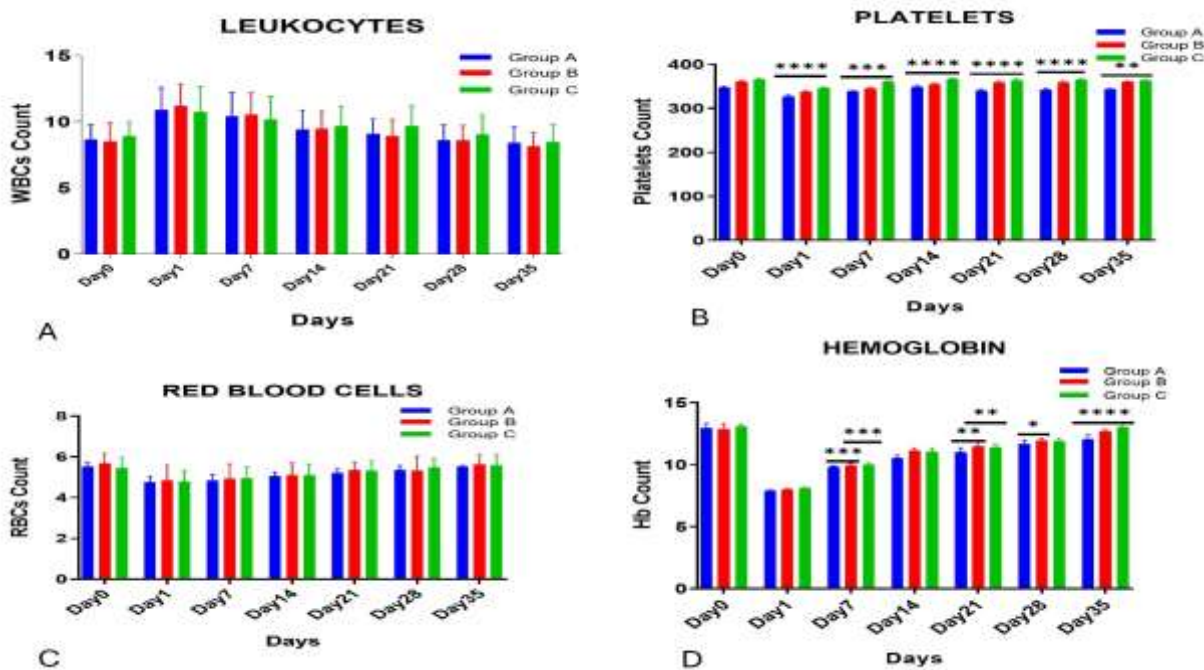 LEUKOCYTES
Group A
Group B
Group C
15
10
5
0
WBCs Count
Day0
Day1
Day7
Day14
Day21
Day28
Day35
Days
A
PLATELETS
Group A
Group B
Group C
**** *** **** **** **** **
400
300
200
100
0
Platelets Count
Day0
Day1
Day7
Day14
Day21
Day28
Day35
Days
B
RED BLOOD CELLS
Group A
Group B
Group C
8
6
4
2
0
RBCs Count
Day0
Day1
Day7
Day14
Day21
Day28
Day35
Days
C
HEMOGLOBIN
Group A
Group B
Group C
*** *** ** ** * ****
15
10
5
0
Hb Count
Day0
Day1
Day7
Day14
Day21
Day28
Day35
Days
D